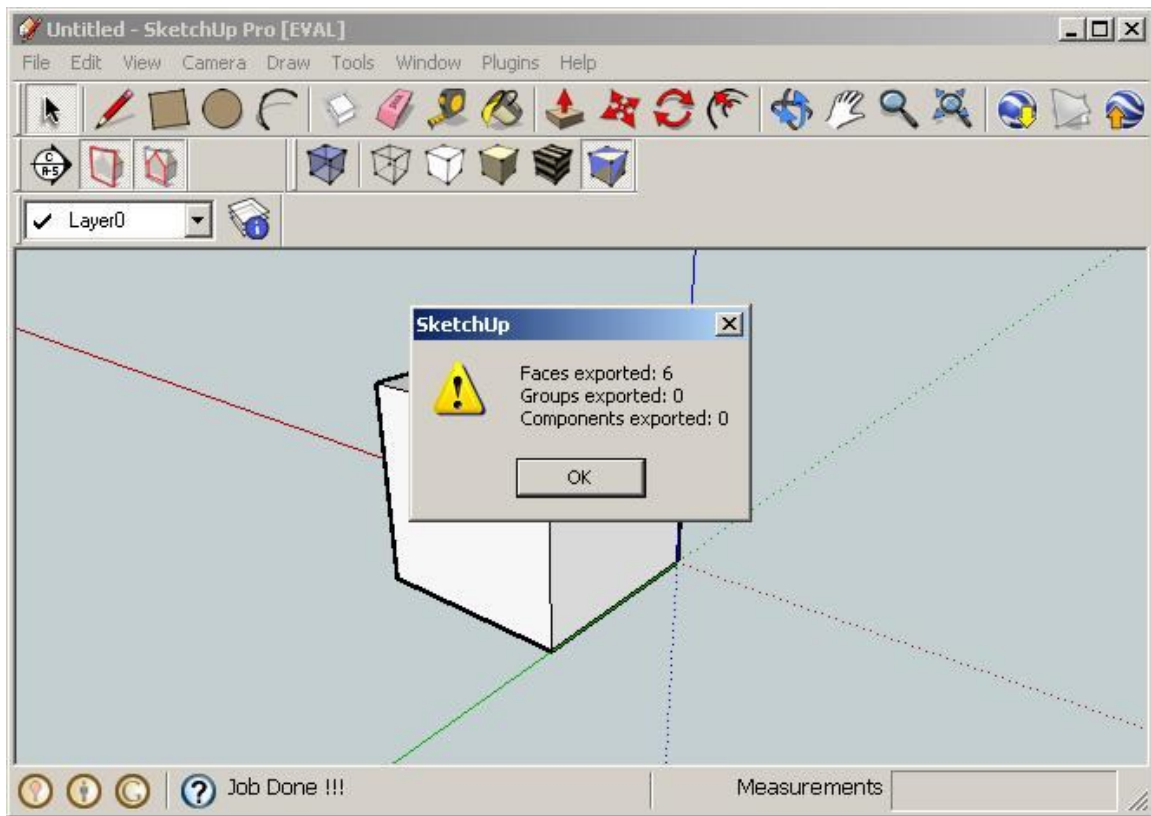 Untitled - SketchUp Pro [EVAL]
File Edit View Camera Draw Tools Window Plugins Help
C
A-5
Layer0
SketchUp
Faces exported: 6
Groups exported: 0
Components exported: 0
OK
Job Done !!!
Measurements